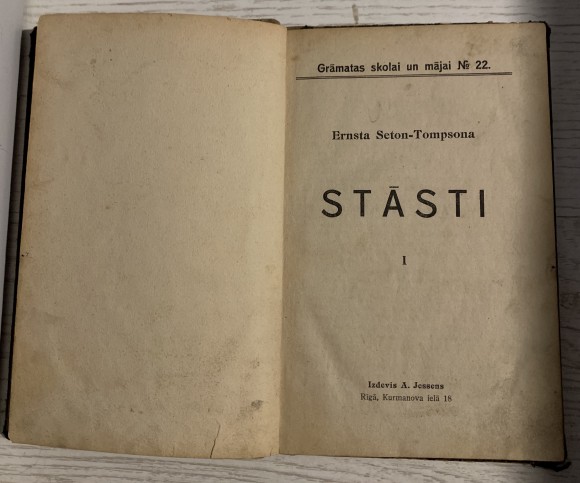 Grāmatas skolai un mājai № 22.
Ernsta Seton-Tompsona
STĀSTI
I
Izdevis A. Jessens
Rīgā, Kurmanova ielā 18